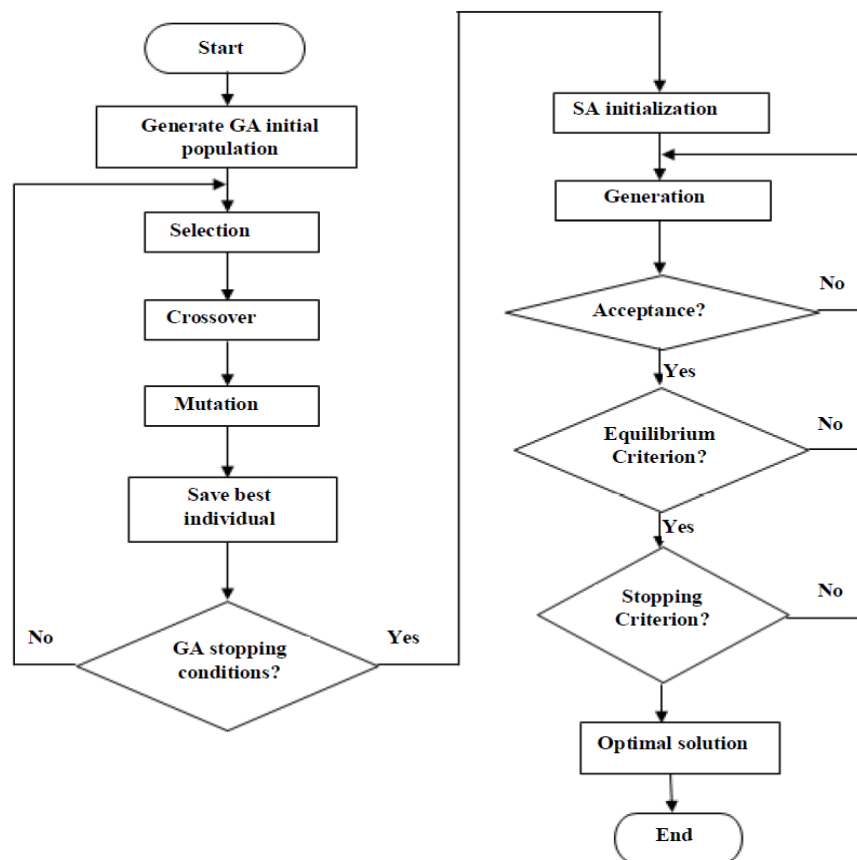 Start
Generate GA initial
population
Selection
Crossover
Mutation
Save best
individual
No
Yes
GA stopping
conditions?
SA initialization
Generation
No
Acceptance?
Yes
No
Equilibrium
Criterion?
Yes
No
Stopping
Criterion?
Optimal solution
End